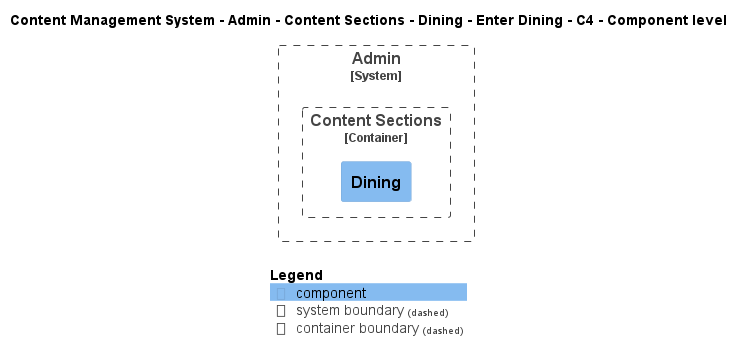 Content Management System - Admin - Content Sections - Dining - Enter Dining - C4 - Component level
Admin
[System]
Content Sections
[Container]
Dining
Legend
component
system boundary (dashed)
container boundary (dashed)